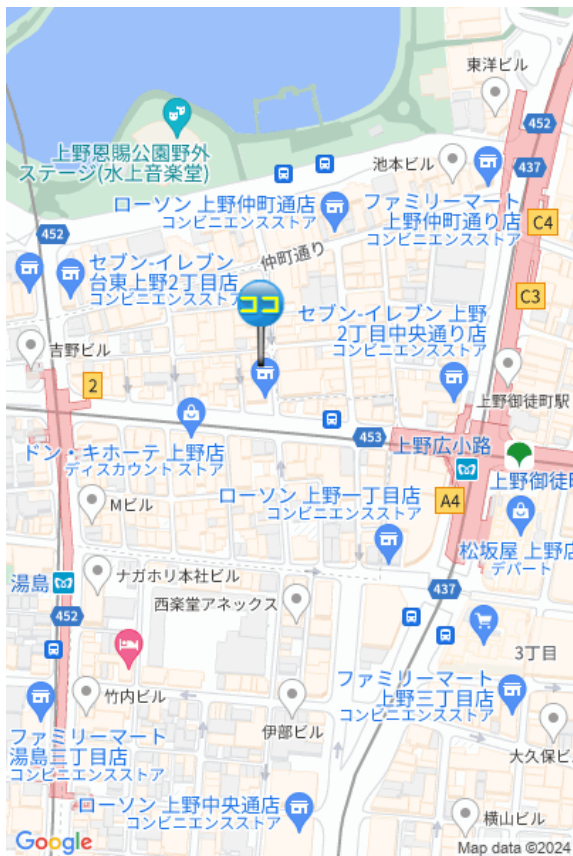 東洋ビル
452
上野恩賜公園野外
ステージ(水上音楽堂)
池本ビル
437
ローソン 上野仲町通店
コンビニエンスストア
ファミリーマート
上野仲町通り店
コンビニエンスストア
C4
452
仲町通り
セブン-イレブン
台東上野2丁目店
コンビニエンスストア
ココ
C3
セブン-イレブン 上野
2丁目中央通り店
コンビニエンスストア
吉野ビル
2
上野御徒町駅
453
ドン・キホーテ 上野店
ディスカウント ストア
上野広小路
上野御徒町
Mビル
ローソン 上野一丁目店
コンビニエンスストア
A4
松坂屋 上野店
デパート
湯島
ナガホリ本社ビル
437
452
西楽堂アネックス
3丁目
竹内ビル
ファミリーマート
上野三丁目店
コンビニエンスストア
伊部ビル
ファミリーマート
湯島三丁目店
コンビニエンスストア
大久保ビ
ローソン 上野中央通店
コンビニエンスストア
横山ビル
Google
Map data ©2024